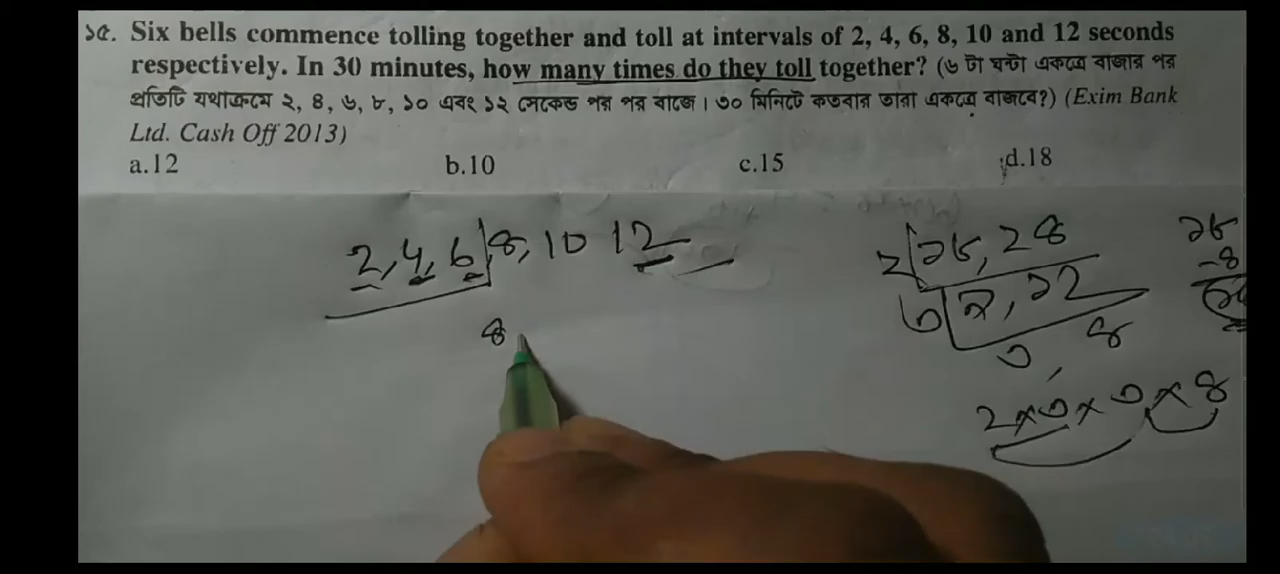 ১৫. Six bells commence tolling together and toll at intervals of 2, 4, 6, 8, 10 and 12 seconds
respectively. In 30 minutes, how many times do they toll together? (৬ টা ঘন্টা একত্রে বাজার পর
প্রতিটি যথাক্রমে ২, ৪, ৬, ৮, ১০ এবং ১২ সেকেন্ড পর পর বাজে। ৩০ মিনিটে কতবার তারা একত্রে বাজবে?) (Exim Bank
Ltd. Cash Off 2013)
a.12 b.10 c.15 d.18
2, 4, 6, 8, 10 12
৪
২ ১৮, ২৪
৩ ৯, ১২
৩, ৪
২×৩×৩×৪
১৮
-৪